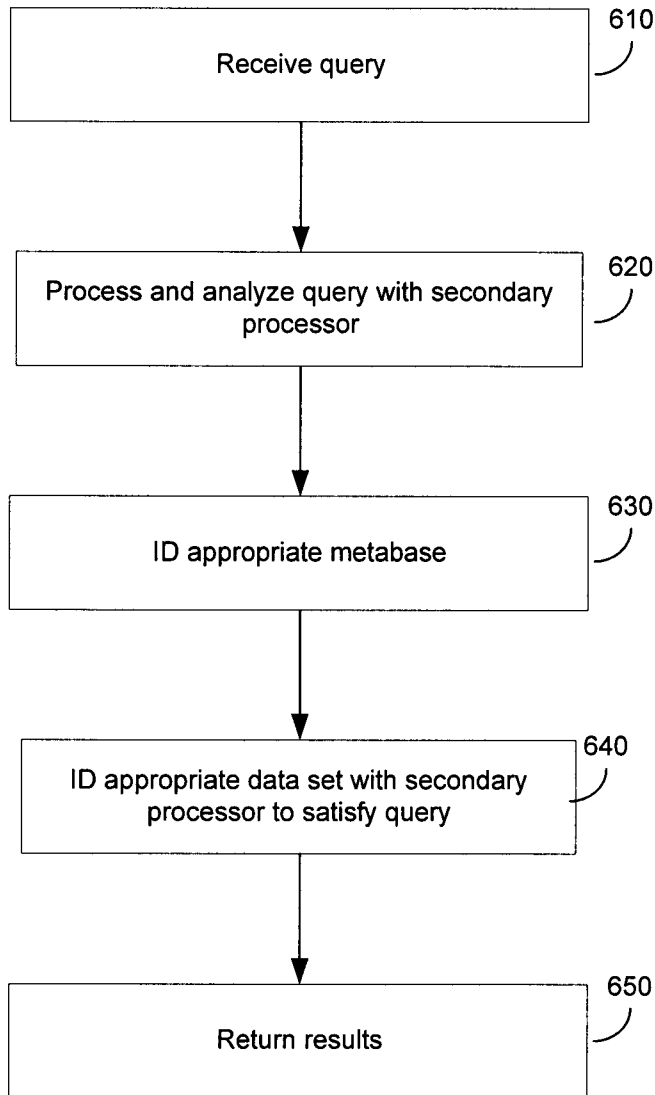 610
Receive query
620
Process and analyze query with secondary
processor
630
ID appropriate metabase
640
ID appropriate data set with secondary
processor to satisfy query
650
Return results